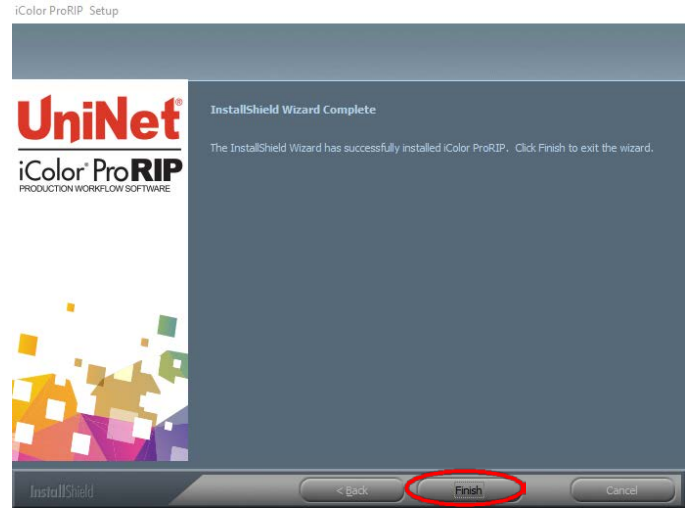 iColor ProRIP Setup
UniNet®
iColor® ProRIP
PRODUCTION WORKFLOW SOFTWARE
InstallShield Wizard Complete
The InstallShield Wizard has successfully installed iColor ProRIP. Click Finish to exit the wizard.
InstallShield
< Back
Finish
Cancel